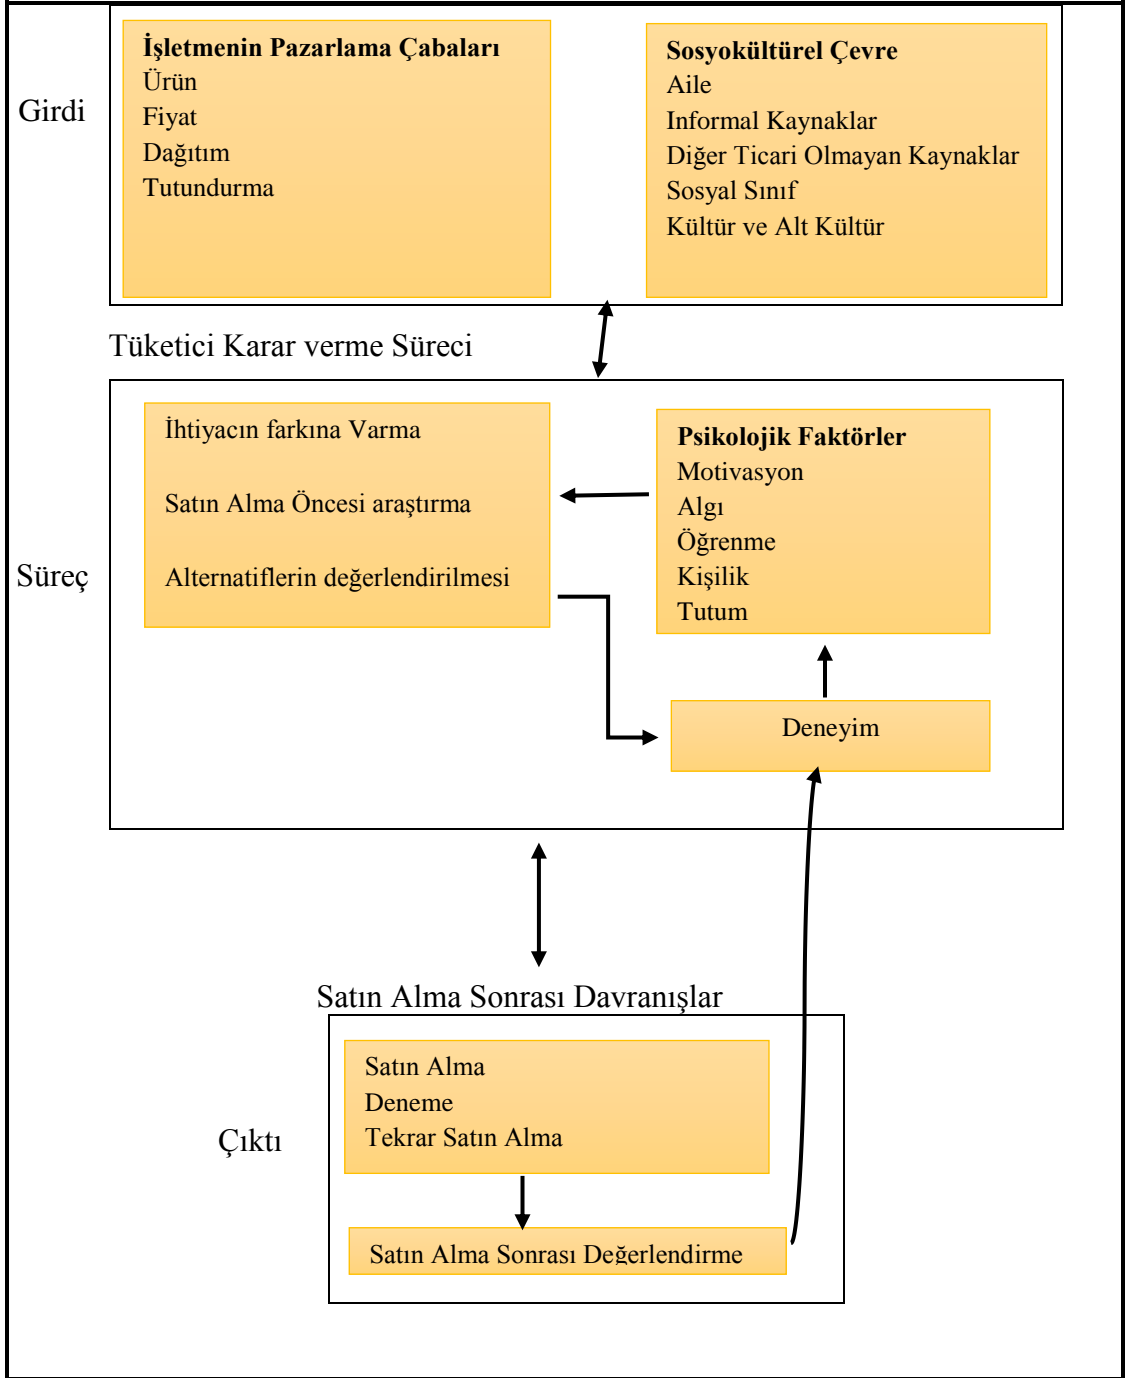 Girdi
İşletmenin Pazarlama Çabaları
Ürün
Fiyat
Dağıtım
Tutundurma
Sosyokültürel Çevre
Aile
Informal Kaynaklar
Diğer Ticari Olmayan Kaynaklar
Sosyal Sınıf
Kültür ve Alt Kültür
Tüketici Karar verme Süreci
Süreç
İhtiyacın farkına Varma
Satın Alma Öncesi araştırma
Alternatiflerin değerlendirilmesi
Psikolojik Faktörler
Motivasyon
Algı
Öğrenme
Kişilik
Tutum
Deneyim
Satın Alma Sonrası Davranışlar
Çıktı
Satın Alma
Deneme
Tekrar Satın Alma
Satın Alma Sonrası Değerlendirme